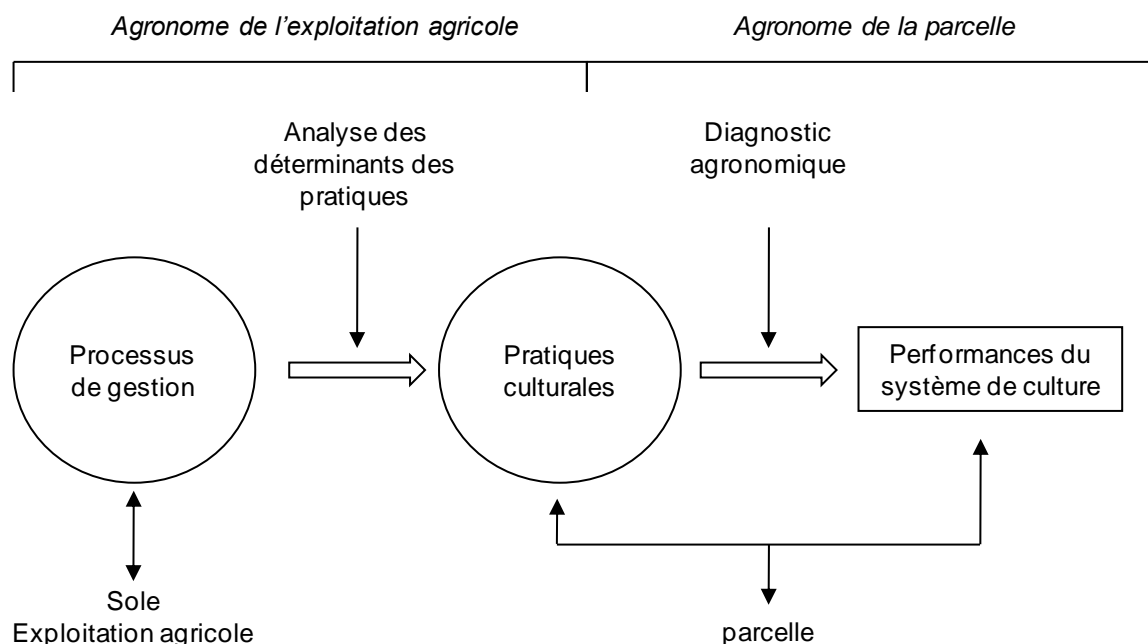 Agronome de l'exploitation agricole
Agronome de la parcelle
Analyse des
déterminants des
pratiques
Diagnostic
agronomique
Processus
de gestion
Pratiques
culturales
Performances du
système de culture
Sole
Exploitation agricole
parcelle